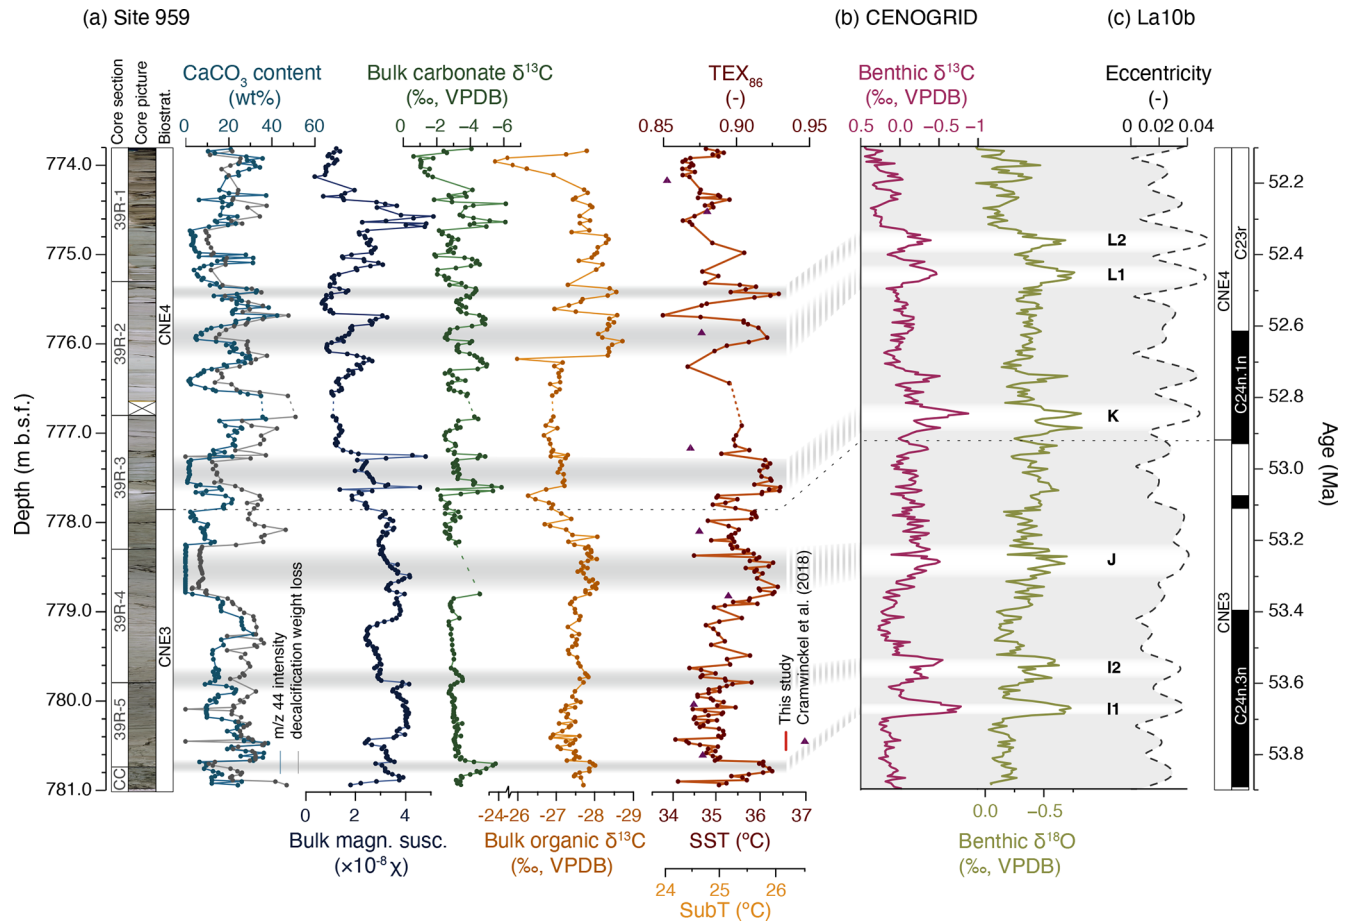 (a) Site 959
(b) CENOGRID
(c) La10b
Core section
Core picture
Biostrat.
CaCO3 content
(wt%)
0 20 40 60
Bulk carbonate δ13C
(‰, VPDB)
0 −2 −4 −6
TEX86
(-)
0.85 0.90 0.95
Benthic δ13C
(‰, VPDB)
0.5 0.0 −0.5 −1
Eccentricity
(-)
0 0.02 0.04
Depth (m b.s.f.)
774.0
775.0
776.0
777.0
778.0
779.0
780.0
781.0
39R-1
39R-2
39R-3
39R-4
39R-5
CC
CNE4
CNE3
m/z 44 intensity
decalcification weight loss
This study
Cramwinckel et al. (2018)
L2
L1
K
J
I2
I1
CNE4
CNE3
C23r
C24n.1n
C24n.3n
52.2
52.4
52.6
52.8
53.0
53.2
53.4
53.6
53.8
Age (Ma)
0 2 4
Bulk magn. susc.
(×10-8 χ)
-24 -26 -27 -28 -29
Bulk organic δ13C
(‰, VPDB)
34 35 36 37
SST (ºC)
24 25 26
SubT (ºC)
0.0 −0.5
Benthic δ18O
(‰, VPDB)